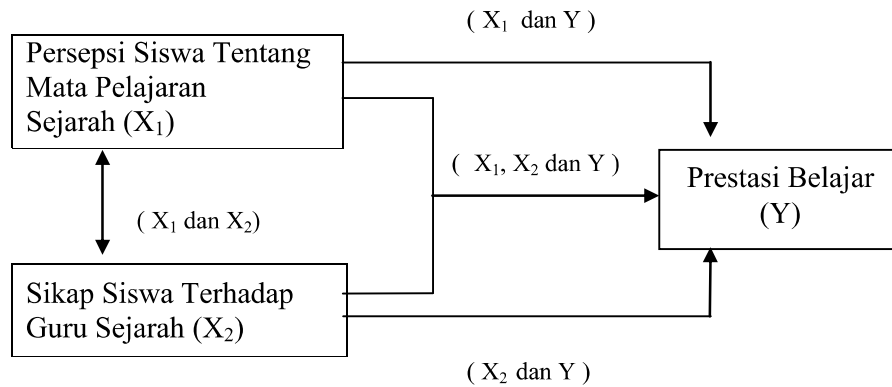 ( X₁ dan Y )
Persepsi Siswa Tentang
Mata Pelajaran
Sejarah (X₁)
( X₁, X₂ dan Y )
Prestasi Belajar
(Y)
( X₁ dan X₂)
Sikap Siswa Terhadap
Guru Sejarah (X₂)
( X₂ dan Y )